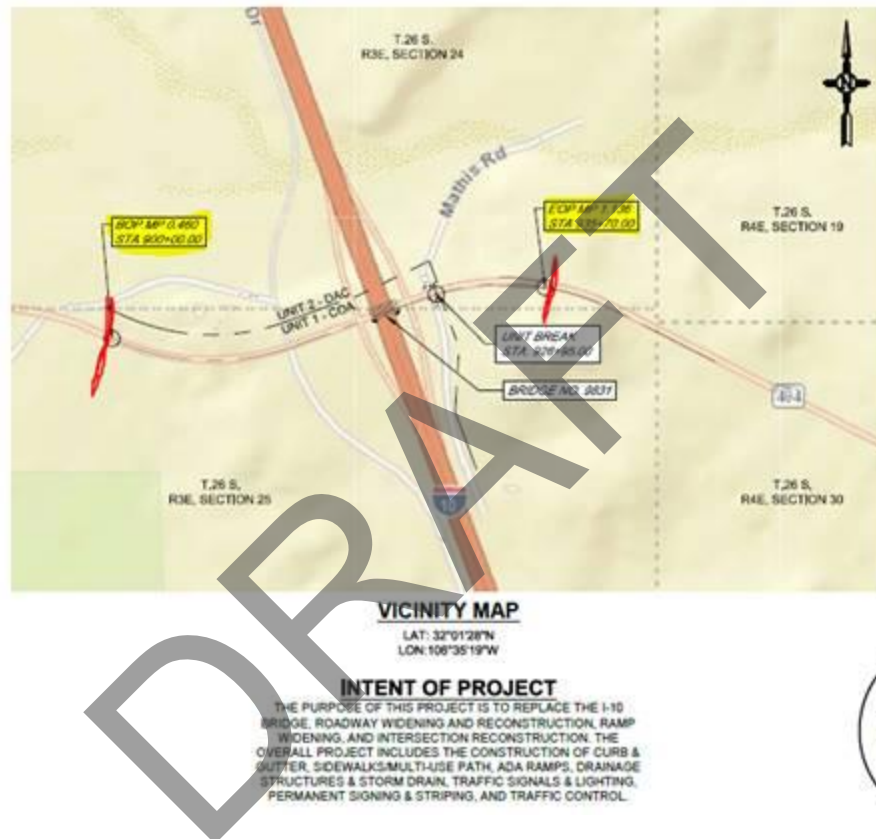 Dr
T.26 S.
R3E, SECTION 24
Mathis Rd
BOP MP 0.460
STA 900+00.00
EOP MP 1.136
STA 935+70.00
T.26 S,
R4E, SECTION 19
UNIT 2 - DAC
UNIT 1 - COA
UNIT BREAK
STA. 926+95.00
BRIDGE NO. 9831
404
T.26 S,
R3E, SECTION 25
10
T.26 S,
R4E, SECTION 30
DRAFT
VICINITY MAP
LAT: 32°01'28"N
LON:106°35'19"W
INTENT OF PROJECT
THE PURPOSE OF THIS PROJECT IS TO REPLACE THE I-10
BRIDGE, ROADWAY WIDENING AND RECONSTRUCTION, RAMP
WIDENING, AND INTERSECTION RECONSTRUCTION. THE
OVERALL PROJECT INCLUDES THE CONSTRUCTION OF CURB &
GUTTER, SIDEWALKS/MULTI-USE PATH, ADA RAMPS, DRAINAGE
STRUCTURES & STORM DRAIN, TRAFFIC SIGNALS & LIGHTING,
PERMANENT SIGNING & STRIPING, AND TRAFFIC CONTROL.